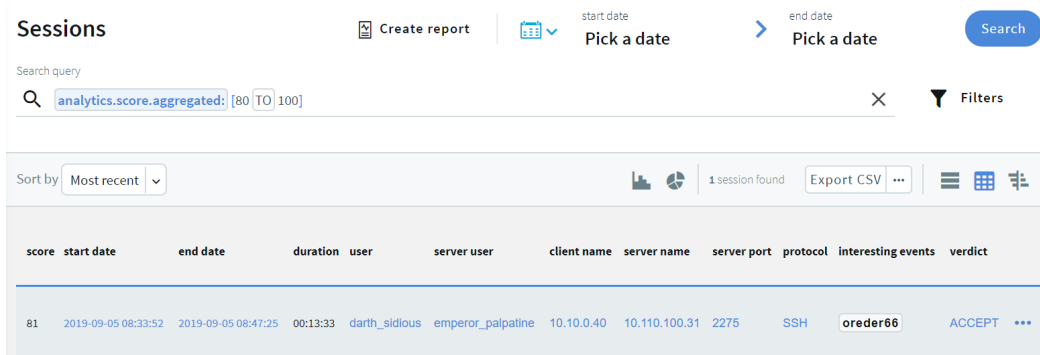 Sessions
Create report
start date
Pick a date
end date
Pick a date
Search
Search query
analytics.score.aggregated: [80 TO 100]
Filters
Sort by Most recent
1 session found
Export CSV
score start date end date duration user server user client name server name server port protocol interesting events verdict
81 2019-09-05 08:33:52 2019-09-05 08:47:25 00:13:33 darth_sidious emperor_palpatine 10.10.0.40 10.110.100.31 2275 SSH oreder66 ACCEPT